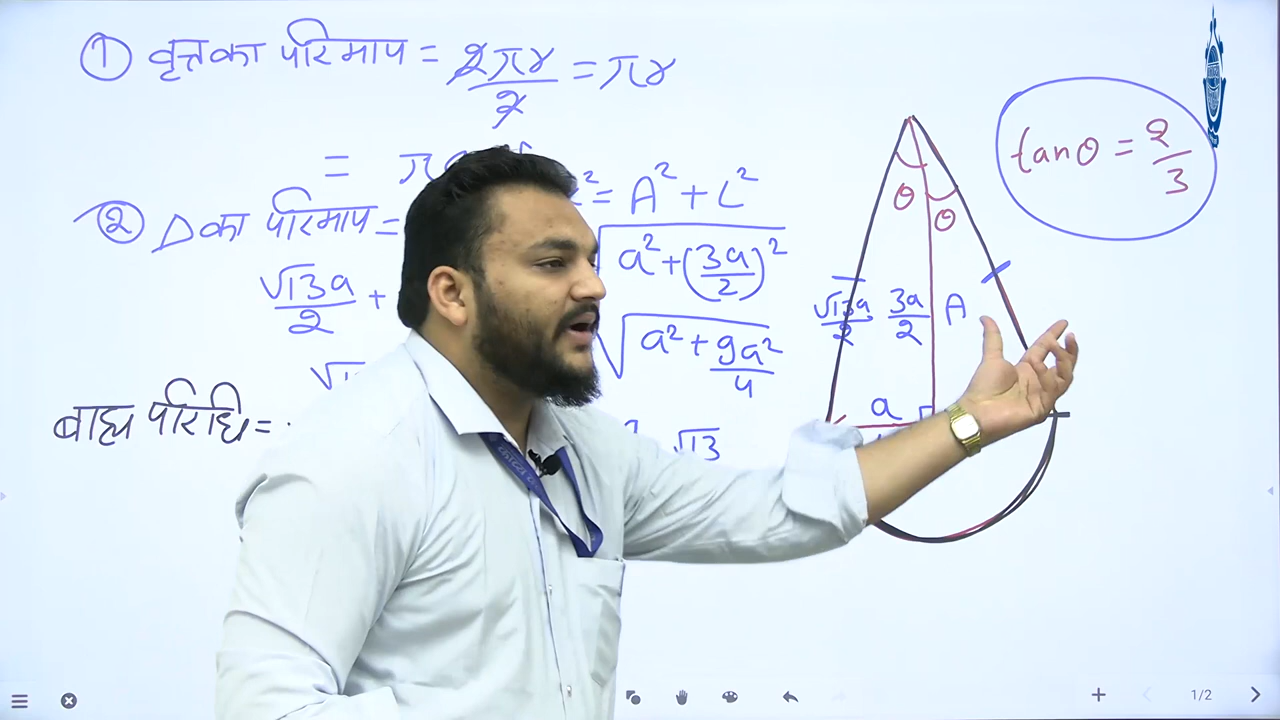 ① वृत्त का परिमाप = 2πr/2 = πr
= π
② △का परिमाप =
² = A² + L²
√13a/2 +
√(a² + (3a/2)²)
√(a² + 9a²/4)
√13
बाह्य परिधि =
θ θ
√13a/2 3a/2 A
a
tanθ = 2/3
1/2